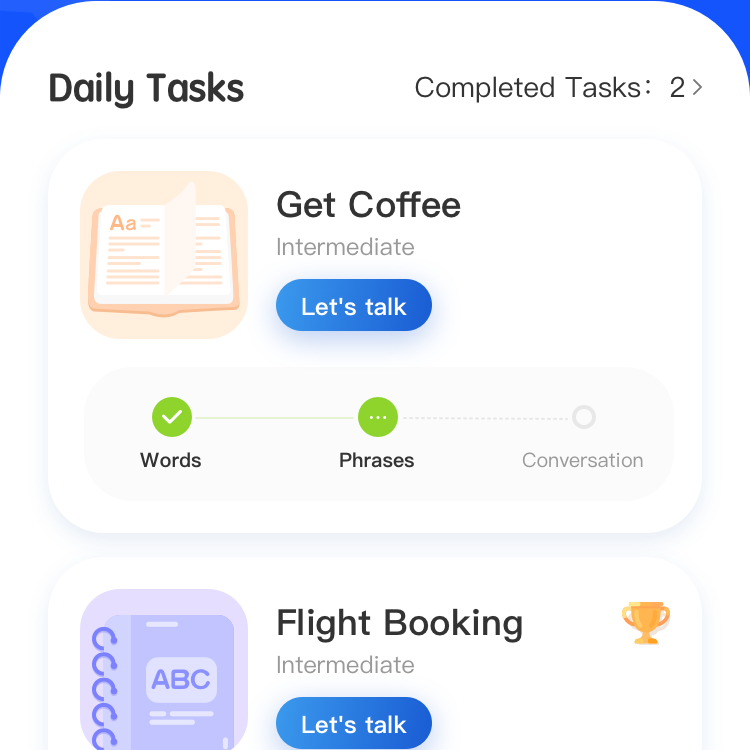 Daily Tasks
Completed Tasks: 2
Aa
Get Coffee
Intermediate
Let's talk
Words
Phrases
Conversation
ABC
Flight Booking
Intermediate
Let's talk